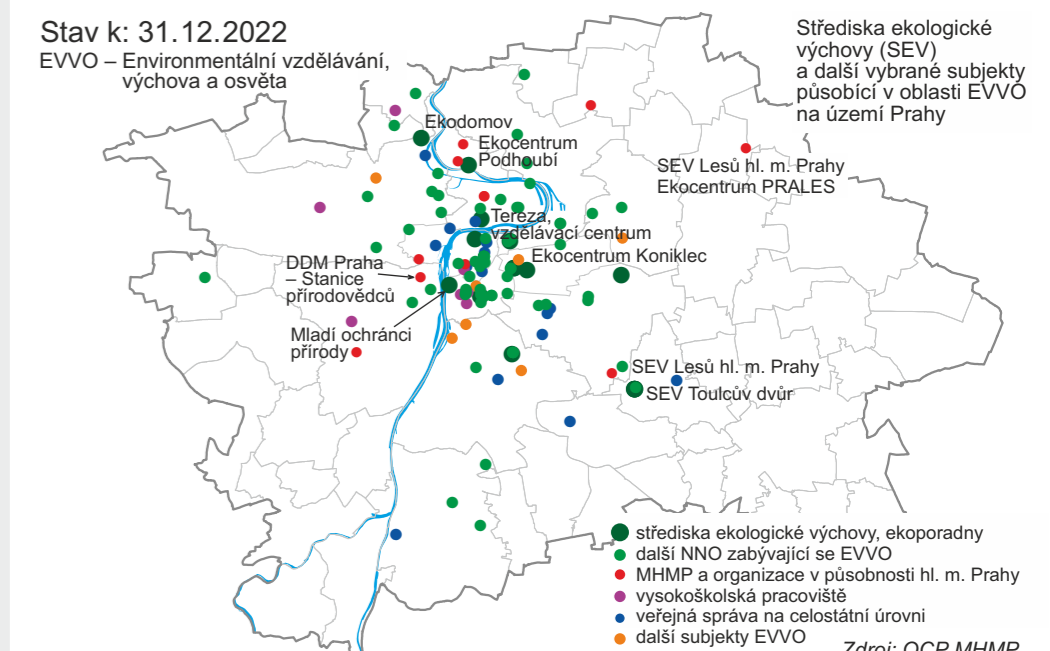 Stav k: 31.12.2022
EVVO – Environmentální vzdělávání,
výchova a osvěta
Střediska ekologické
výchovy (SEV)
a další vybrané subjekty
působící v oblasti EVVO
na území Prahy
Ekodomov
Ekocentrum
Podhoubí
SEV Lesů hl. m. Prahy
Ekocentrum PRALES
Tereza,
vzdělávací centrum
Ekocentrum Koniklec
DDM Praha
– Stanice
přírodovědců
Mladí ochránci
přírody
SEV Lesů hl. m. Prahy
SEV Toulcův dvůr
střediska ekologické výchovy, ekoporadny
další NNO zabývající se EVVO
MHMP a organizace v působnosti hl. m. Prahy
vysokoškolská pracoviště
veřejná správa na celostátní úrovni
další subjekty EVVO
Zdroj: OCP MHMP